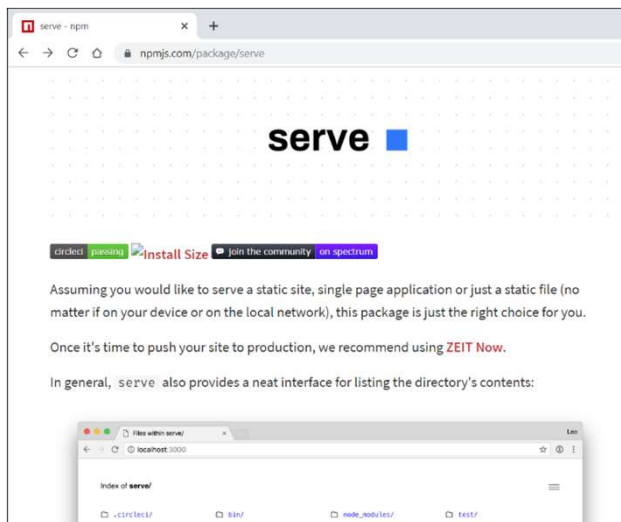 serve - npm
npmjs.com/package/serve
serve
circleci passing Install Size join the community on spectrum
Assuming you would like to serve a static site, single page application or just a static file (no
matter if on your device or on the local network), this package is just the right choice for you.
Once it's time to push your site to production, we recommend using ZEIT Now.
In general, serve also provides a neat interface for listing the directory's contents:
Files within serve/ Leo
localhost:3000
Index of serve/
.circleci/ bin/ node_modules/ test/